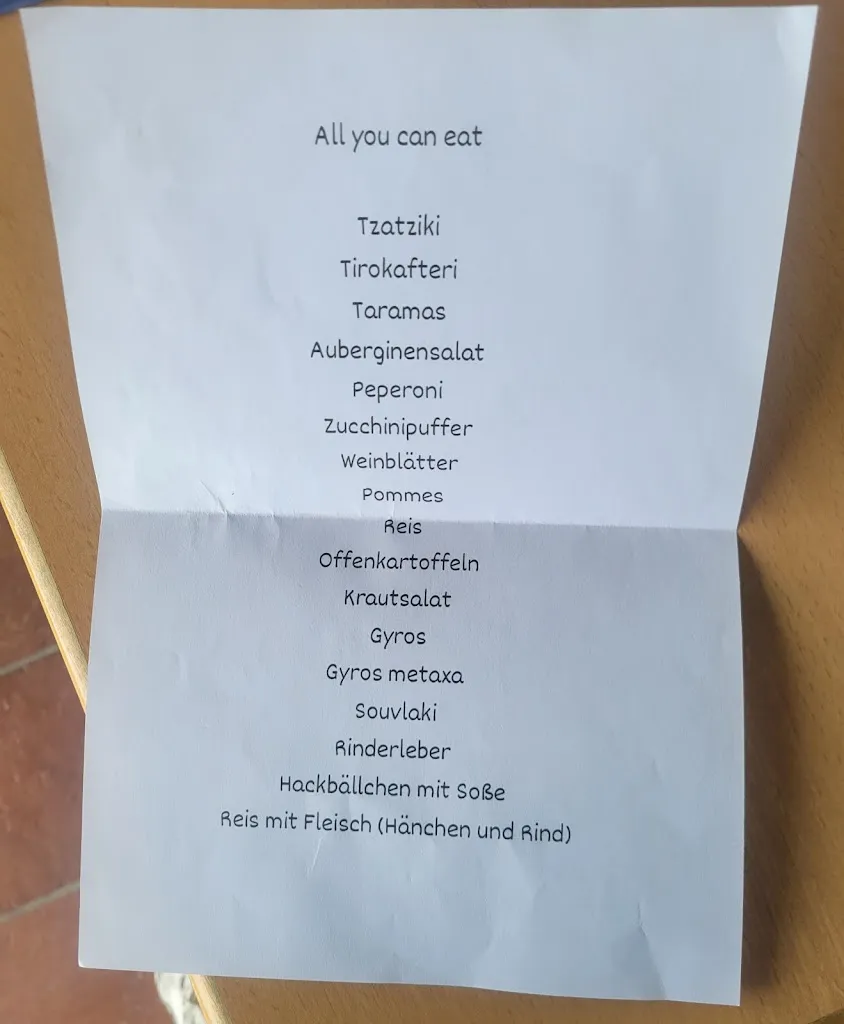 All you can eat
Tzatziki
Tirokafteri
Taramas
Auberginensalat
Peperoni
Zucchinipuffer
Weinblätter
Pommes
Reis
Offenkartoffeln
Krautsalat
Gyros
Gyros metaxa
Souvlaki
Rinderleber
Hackbällchen mit Soße
Reis mit Fleisch (Hänchen und Rind)